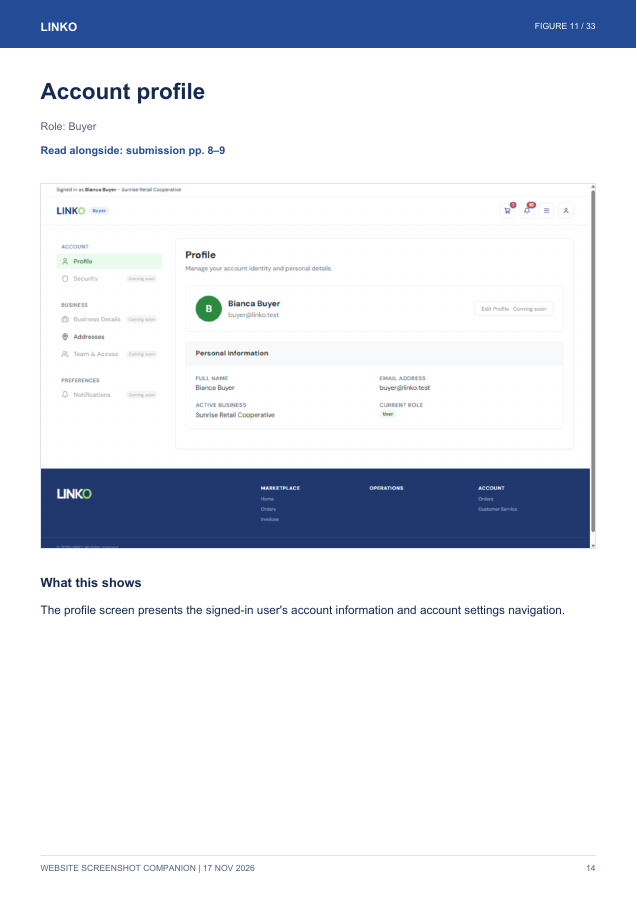 LINKO
FIGURE 11 / 33
Account profile
Role: Buyer
Read alongside: submission pp. 8–9
Signed in as Bianca Buyer - Sunrise Retail Cooperative
LINKO Buyer
ACCOUNT
Profile
Security Coming soon
BUSINESS
Business Details Coming soon
Addresses
Team & Access Coming soon
PREFERENCES
Notifications Coming soon
Profile
Manage your account identity and personal details.
B
Bianca Buyer
buyer@linko.test
Edit Profile · Coming soon
Personal information
FULL NAME
Bianca Buyer
EMAIL ADDRESS
buyer@linko.test
ACTIVE BUSINESS
Sunrise Retail Cooperative
CURRENT ROLE
User
LINKO
MARKETPLACE
Home
Orders
Invoices
OPERATIONS
ACCOUNT
Orders
Customer Service
What this shows
The profile screen presents the signed-in user's account information and account settings navigation.
WEBSITE SCREENSHOT COMPANION | 17 NOV 2026
14